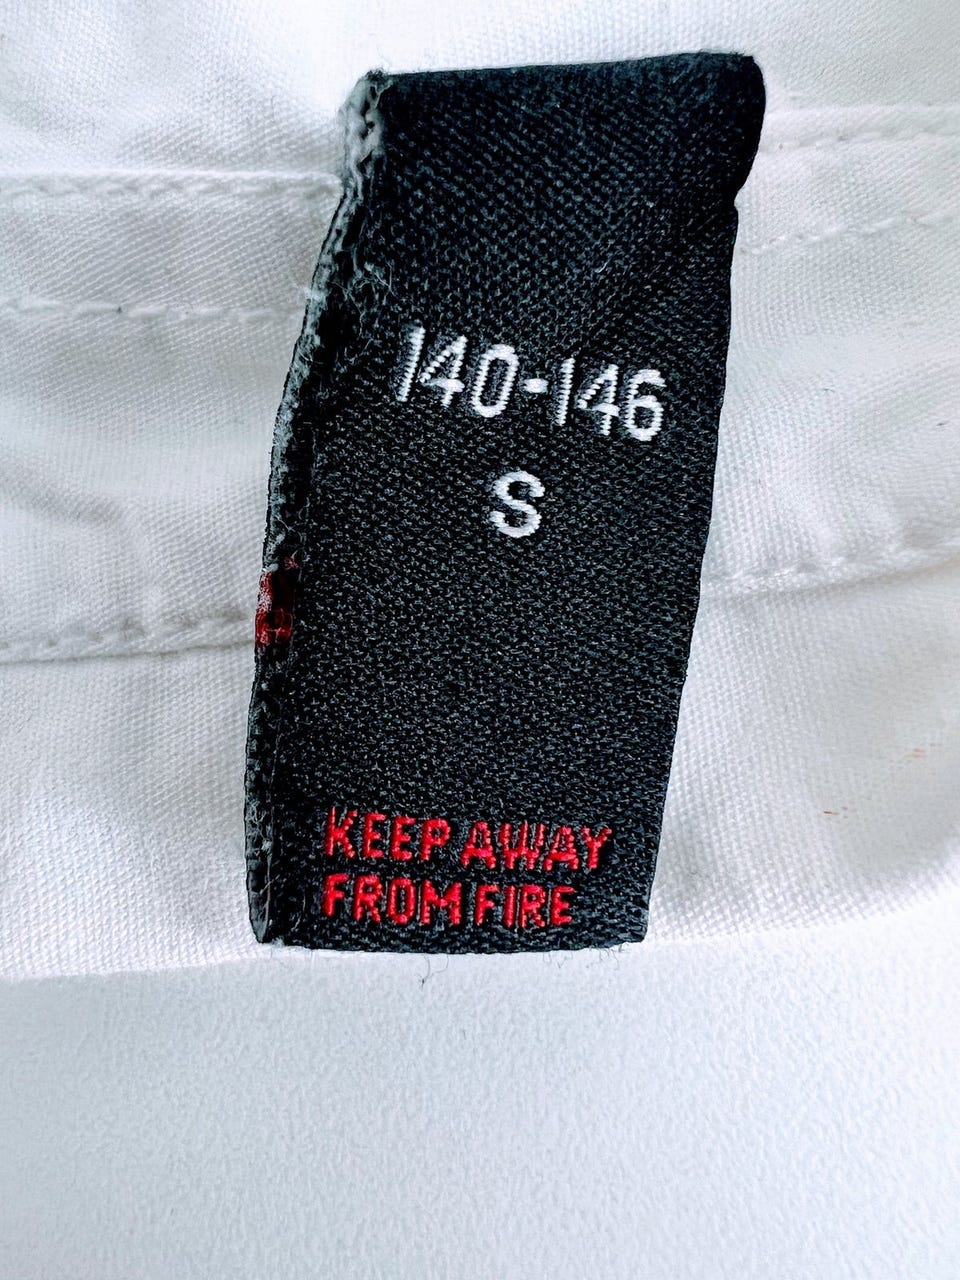 140-146
S
KEEP AWAY
FROM FIRE